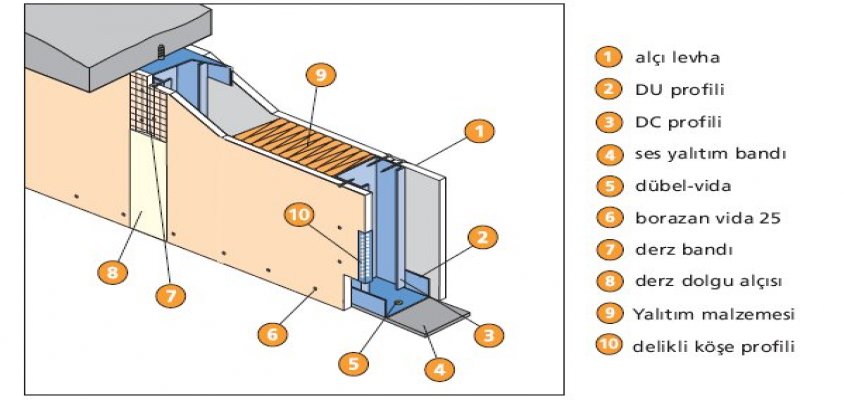 9
1
10
2
8
7
6
3
5
4
1 alçı levha
2 DU profili
3 DC profili
4 ses yalıtım bandı
5 dübel-vida
6 borazan vida 25
7 derz bandı
8 derz dolgu alçısı
9 Yalıtım malzemesi
10 delikli köşe profili